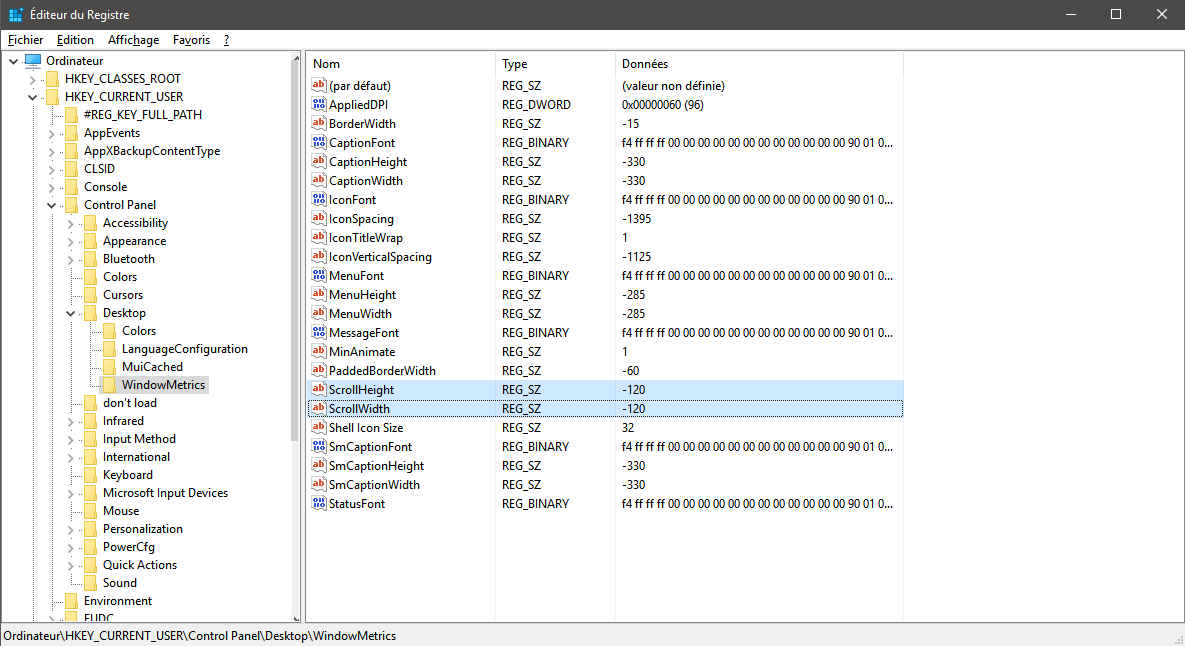 Éditeur du Registre
Fichier Edition Affichage Favoris ?
Ordinateur
HKEY_CLASSES_ROOT
HKEY_CURRENT_USER
#REG_KEY_FULL_PATH
AppEvents
AppXBackupContentType
CLSID
Console
Control Panel
Accessibility
Appearance
Bluetooth
Colors
Cursors
Desktop
Colors
LanguageConfiguration
MuiCached
WindowMetrics
don't load
Infrared
Input Method
International
Keyboard
Microsoft Input Devices
Mouse
Personalization
PowerCfg
Quick Actions
Sound
Environment
EUDC
Nom Type Données
(par défaut) REG_SZ (valeur non définie)
AppliedDPI REG_DWORD 0x00000060 (96)
BorderWidth REG_SZ -15
CaptionFont REG_BINARY f4 ff ff ff 00 00 00 00 00 00 00 00 00 00 00 00 90 01 0...
CaptionHeight REG_SZ -330
CaptionWidth REG_SZ -330
IconFont REG_BINARY f4 ff ff ff 00 00 00 00 00 00 00 00 00 00 00 00 90 01 0...
IconSpacing REG_SZ -1395
IconTitleWrap REG_SZ 1
IconVerticalSpacing REG_SZ -1125
MenuFont REG_BINARY f4 ff ff ff 00 00 00 00 00 00 00 00 00 00 00 00 90 01 0...
MenuHeight REG_SZ -285
MenuWidth REG_SZ -285
MessageFont REG_BINARY f4 ff ff ff 00 00 00 00 00 00 00 00 00 00 00 00 90 01 0...
MinAnimate REG_SZ 1
PaddedBorderWidth REG_SZ -60
ScrollHeight REG_SZ -120
ScrollWidth REG_SZ -120
Shell Icon Size REG_SZ 32
SmCaptionFont REG_BINARY f4 ff ff ff 00 00 00 00 00 00 00 00 00 00 00 00 90 01 0...
SmCaptionHeight REG_SZ -330
SmCaptionWidth REG_SZ -330
StatusFont REG_BINARY f4 ff ff ff 00 00 00 00 00 00 00 00 00 00 00 00 90 01 0...
Ordinateur\HKEY_CURRENT_USER\Control Panel\Desktop\WindowMetrics